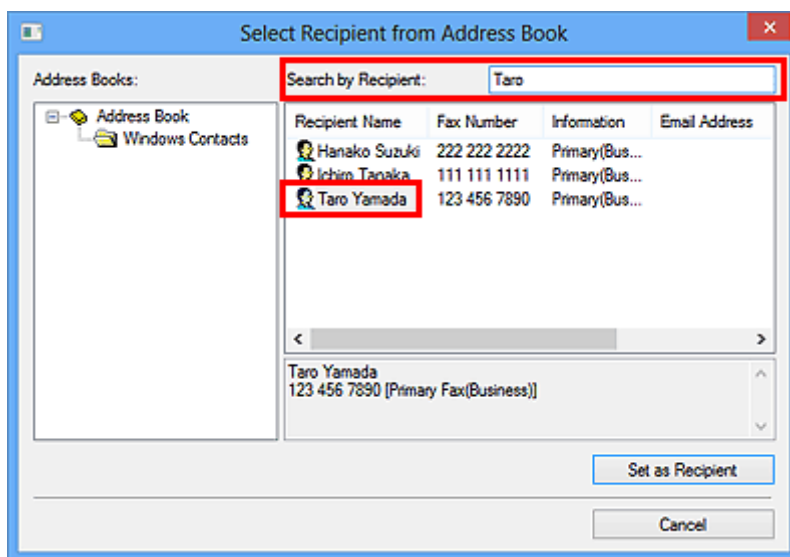 Select Recipient from Address Book
Address Books:
Search by Recipient: Taro
Address Book
Windows Contacts
Recipient Name Fax Number Information Email Address
Hanako Suzuki 222 222 2222 Primary(Bus...
Ichiro Tanaka 111 111 1111 Primary(Bus...
Taro Yamada 123 456 7890 Primary(Bus...
Taro Yamada
123 456 7890 [Primary Fax(Business)]
Set as Recipient
Cancel